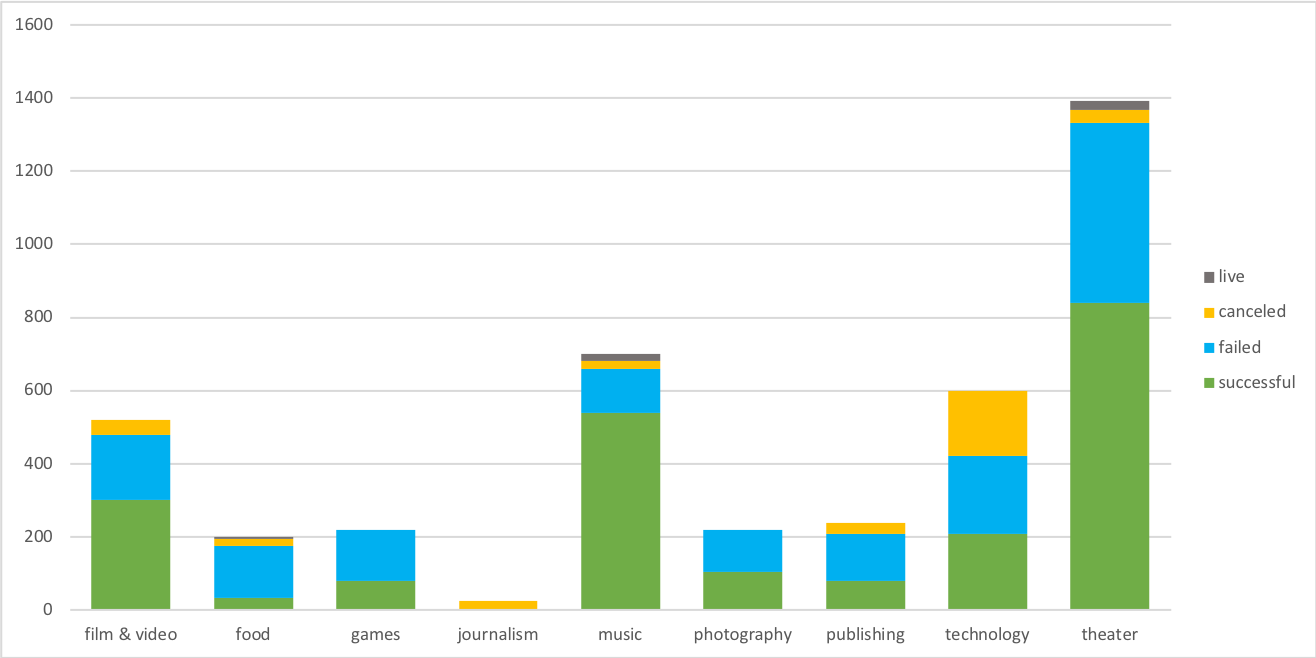 1600
1400
1200
1000
800
600
400
200
0
film & video food games journalism music photography publishing technology theater
live
canceled
failed
successful